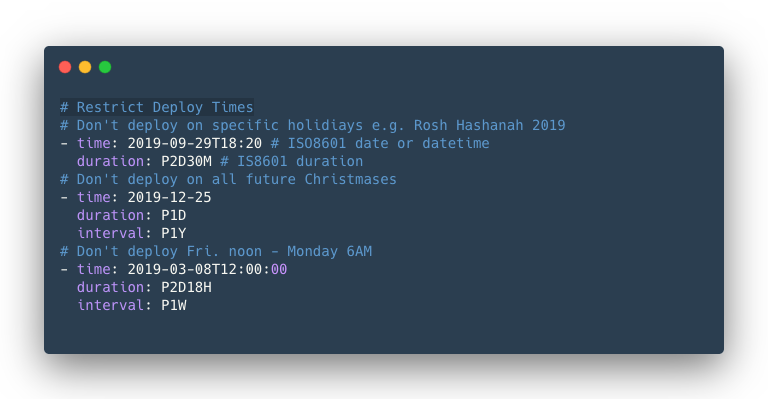 # Restrict Deploy Times
# Don't deploy on specific holidiays e.g. Rosh Hashanah 2019
- time: 2019-09-29T18:20 # ISO8601 date or datetime
  duration: P2D30M # IS8601 duration
# Don't deploy on all future Christmases
- time: 2019-12-25
  duration: P1D
  interval: P1Y
# Don't deploy Fri. noon - Monday 6AM
- time: 2019-03-08T12:00:00
  duration: P2D18H
  interval: P1W